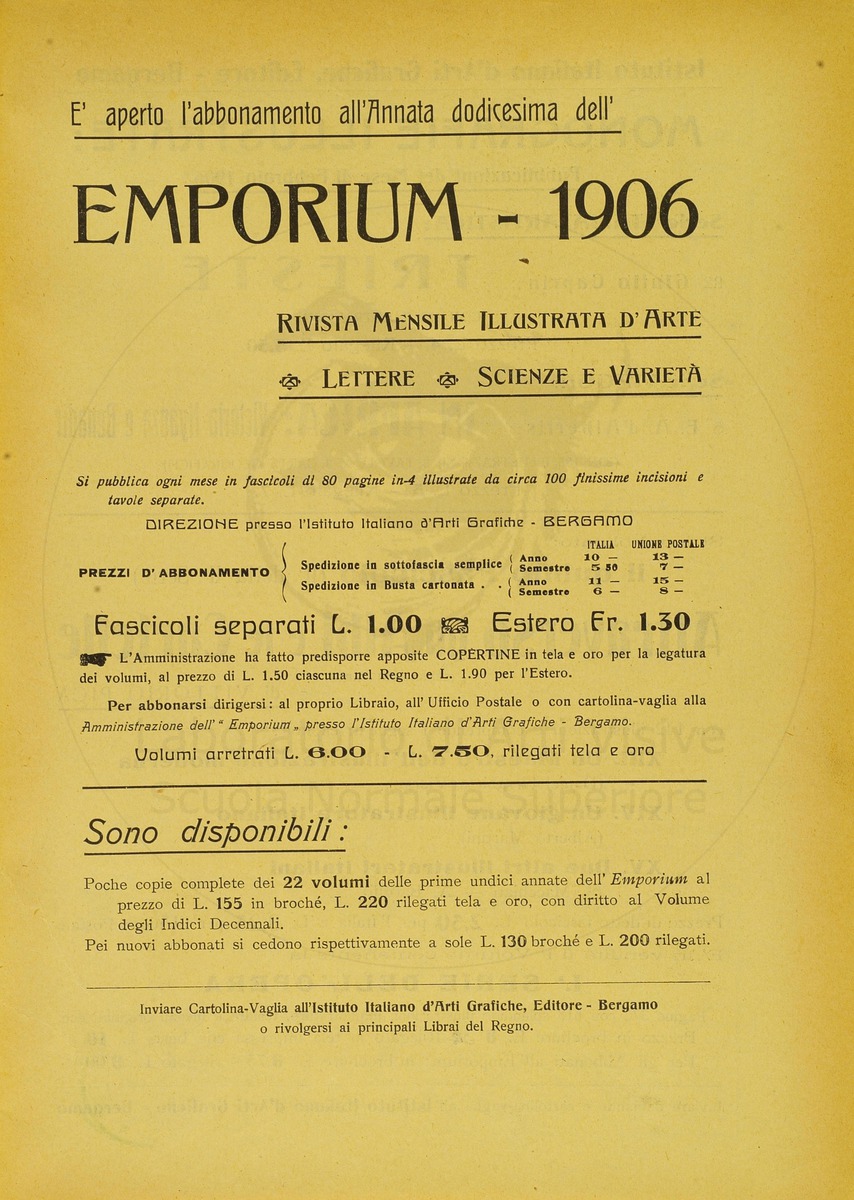 E' aperto l'abbonamento all'Annata dodicesima dell'
EMPORIUM - 1906
RIVISTA MENSILE ILLUSTRATA D'ARTE
LETTERE SCIENZE E VARIETÀ
Si pubblica ogni mese in fascicoli di 80 pagine in-4 illustrate da circa 100 finissime incisioni e
tavole separate.
DIREZIONE presso l'Istituto Italiano d'Arti Grafiche - BERGAMO
ITALIA UNIONE POSTALE
PREZZI D'ABBONAMENTO
Spedizione in sottofascia semplice Anno 10 — 13 —
Semestre 5 50 7 —
Spedizione in Busta cartonata . . Anno 11 — 15 —
Semestre 6 — 8 —
Fascicoli separati L. 1.00 Estero Fr. 1.30
L'Amministrazione ha fatto predisporre apposite COPERTINE in tela e oro per la legatura
dei volumi, al prezzo di L. 1.50 ciascuna nel Regno e L. 1.90 per l'Estero.
Per abbonarsi dirigersi: al proprio Libraio, all'Ufficio Postale o con cartolina-vaglia alla
Amministrazione dell' “ Emporium „ presso l'Istituto Italiano d'Arti Grafiche - Bergamo.
Volumi arretrati L. 6.00 - L. 7.50, rilegati tela e oro
Sono disponibili :
Poche copie complete dei 22 volumi delle prime undici annate dell' Emporium al
prezzo di L. 155 in broché, L. 220 rilegati tela e oro, con diritto al Volume
degli Indici Decennali.
Pei nuovi abbonati si cedono rispettivamente a sole L. 130 broché e L. 200 rilegati.
Inviare Cartolina-Vaglia all'Istituto Italiano d'Arti Grafiche, Editore - Bergamo
o rivolgersi ai principali Librai del Regno.
Scuola Normale Superiore